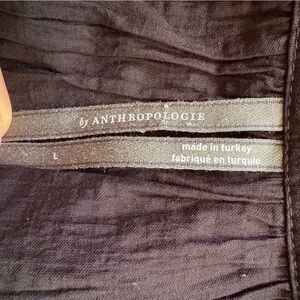 by ANTHROPOLOGIE
L
made in turkey
fabriqué en turquie